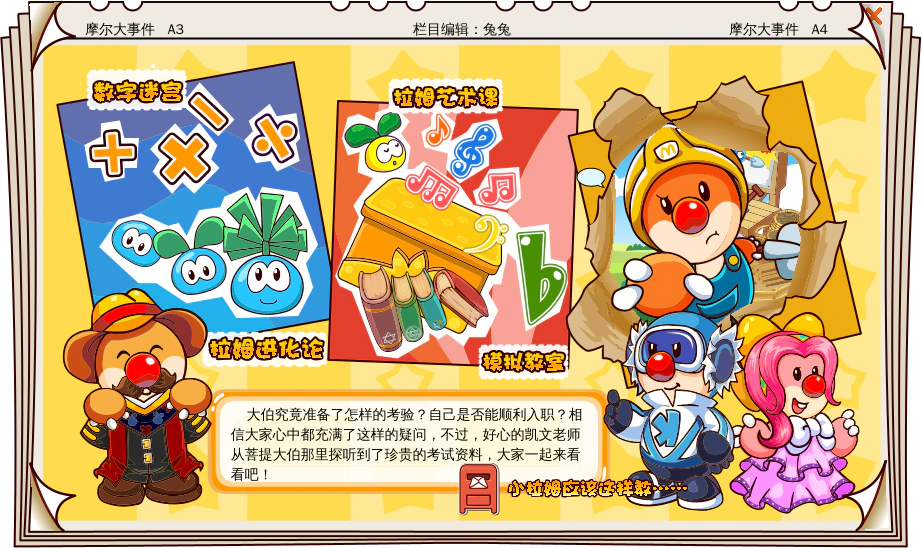 摩尔大事件 A3
栏目编辑：兔兔
摩尔大事件 A4
数字迷宫
拉姆艺术课
拉姆进化论
模拟教室
大伯究竟准备了怎样的考验？自己是否能顺利入职？相
信大家心中都充满了这样的疑问，不过，好心的凯文老师
从菩提大伯那里探听到了珍贵的考试资料，大家一起来看
看吧！
小拉姆应该这样教……